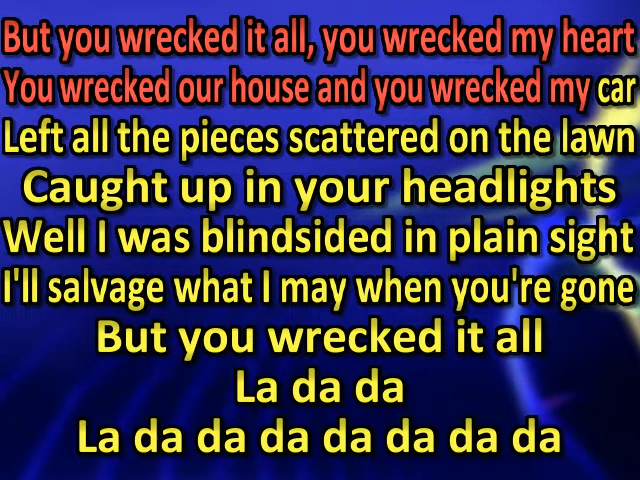 But you wrecked it all, you wrecked my heart
You wrecked our house and you wrecked my car
Left all the pieces scattered on the lawn
Caught up in your headlights
Well I was blindsided in plain sight
I'll salvage what I may when you're gone
But you wrecked it all
La da da
La da da da da da da da